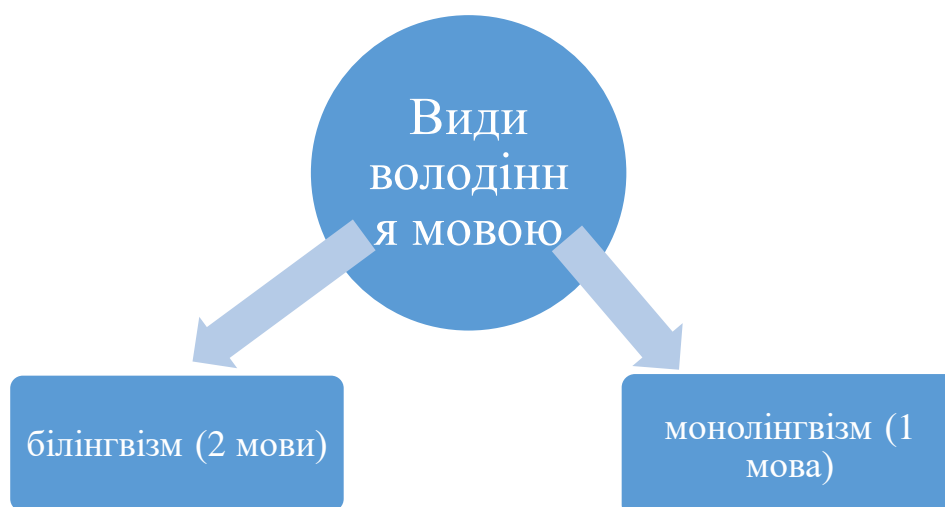 Види
володінн
я мовою
білінгвізм (2 мови)
монолінгвізм (1
мова)